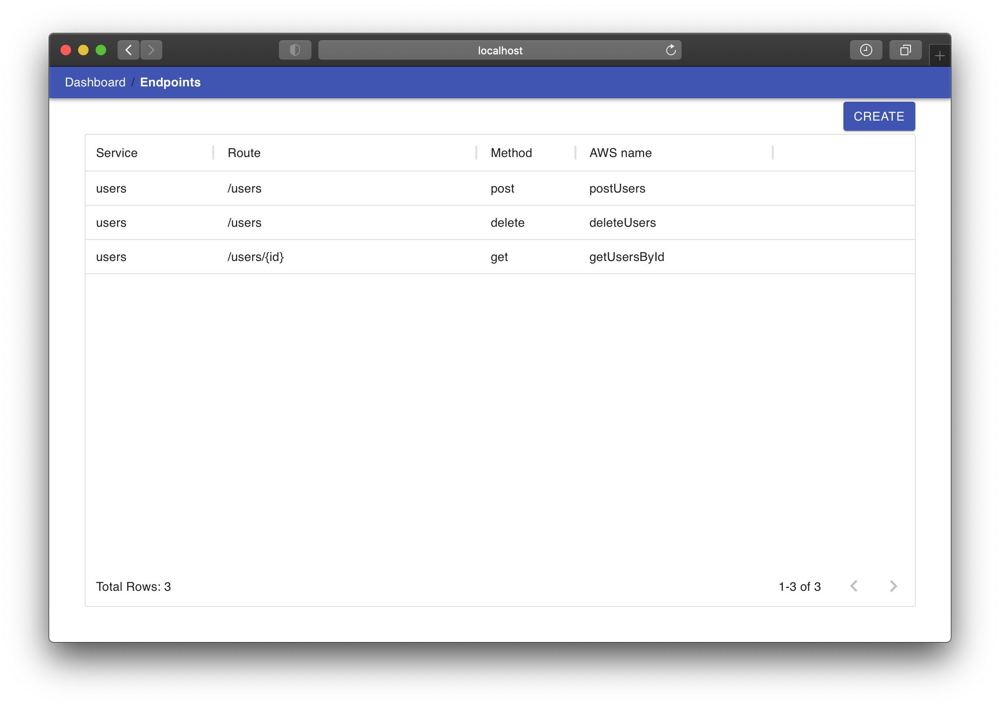 localhost
Dashboard / Endpoints
CREATE
Service Route Method AWS name
users /users post postUsers
users /users delete deleteUsers
users /users/{id} get getUsersById
Total Rows: 3 1-3 of 3